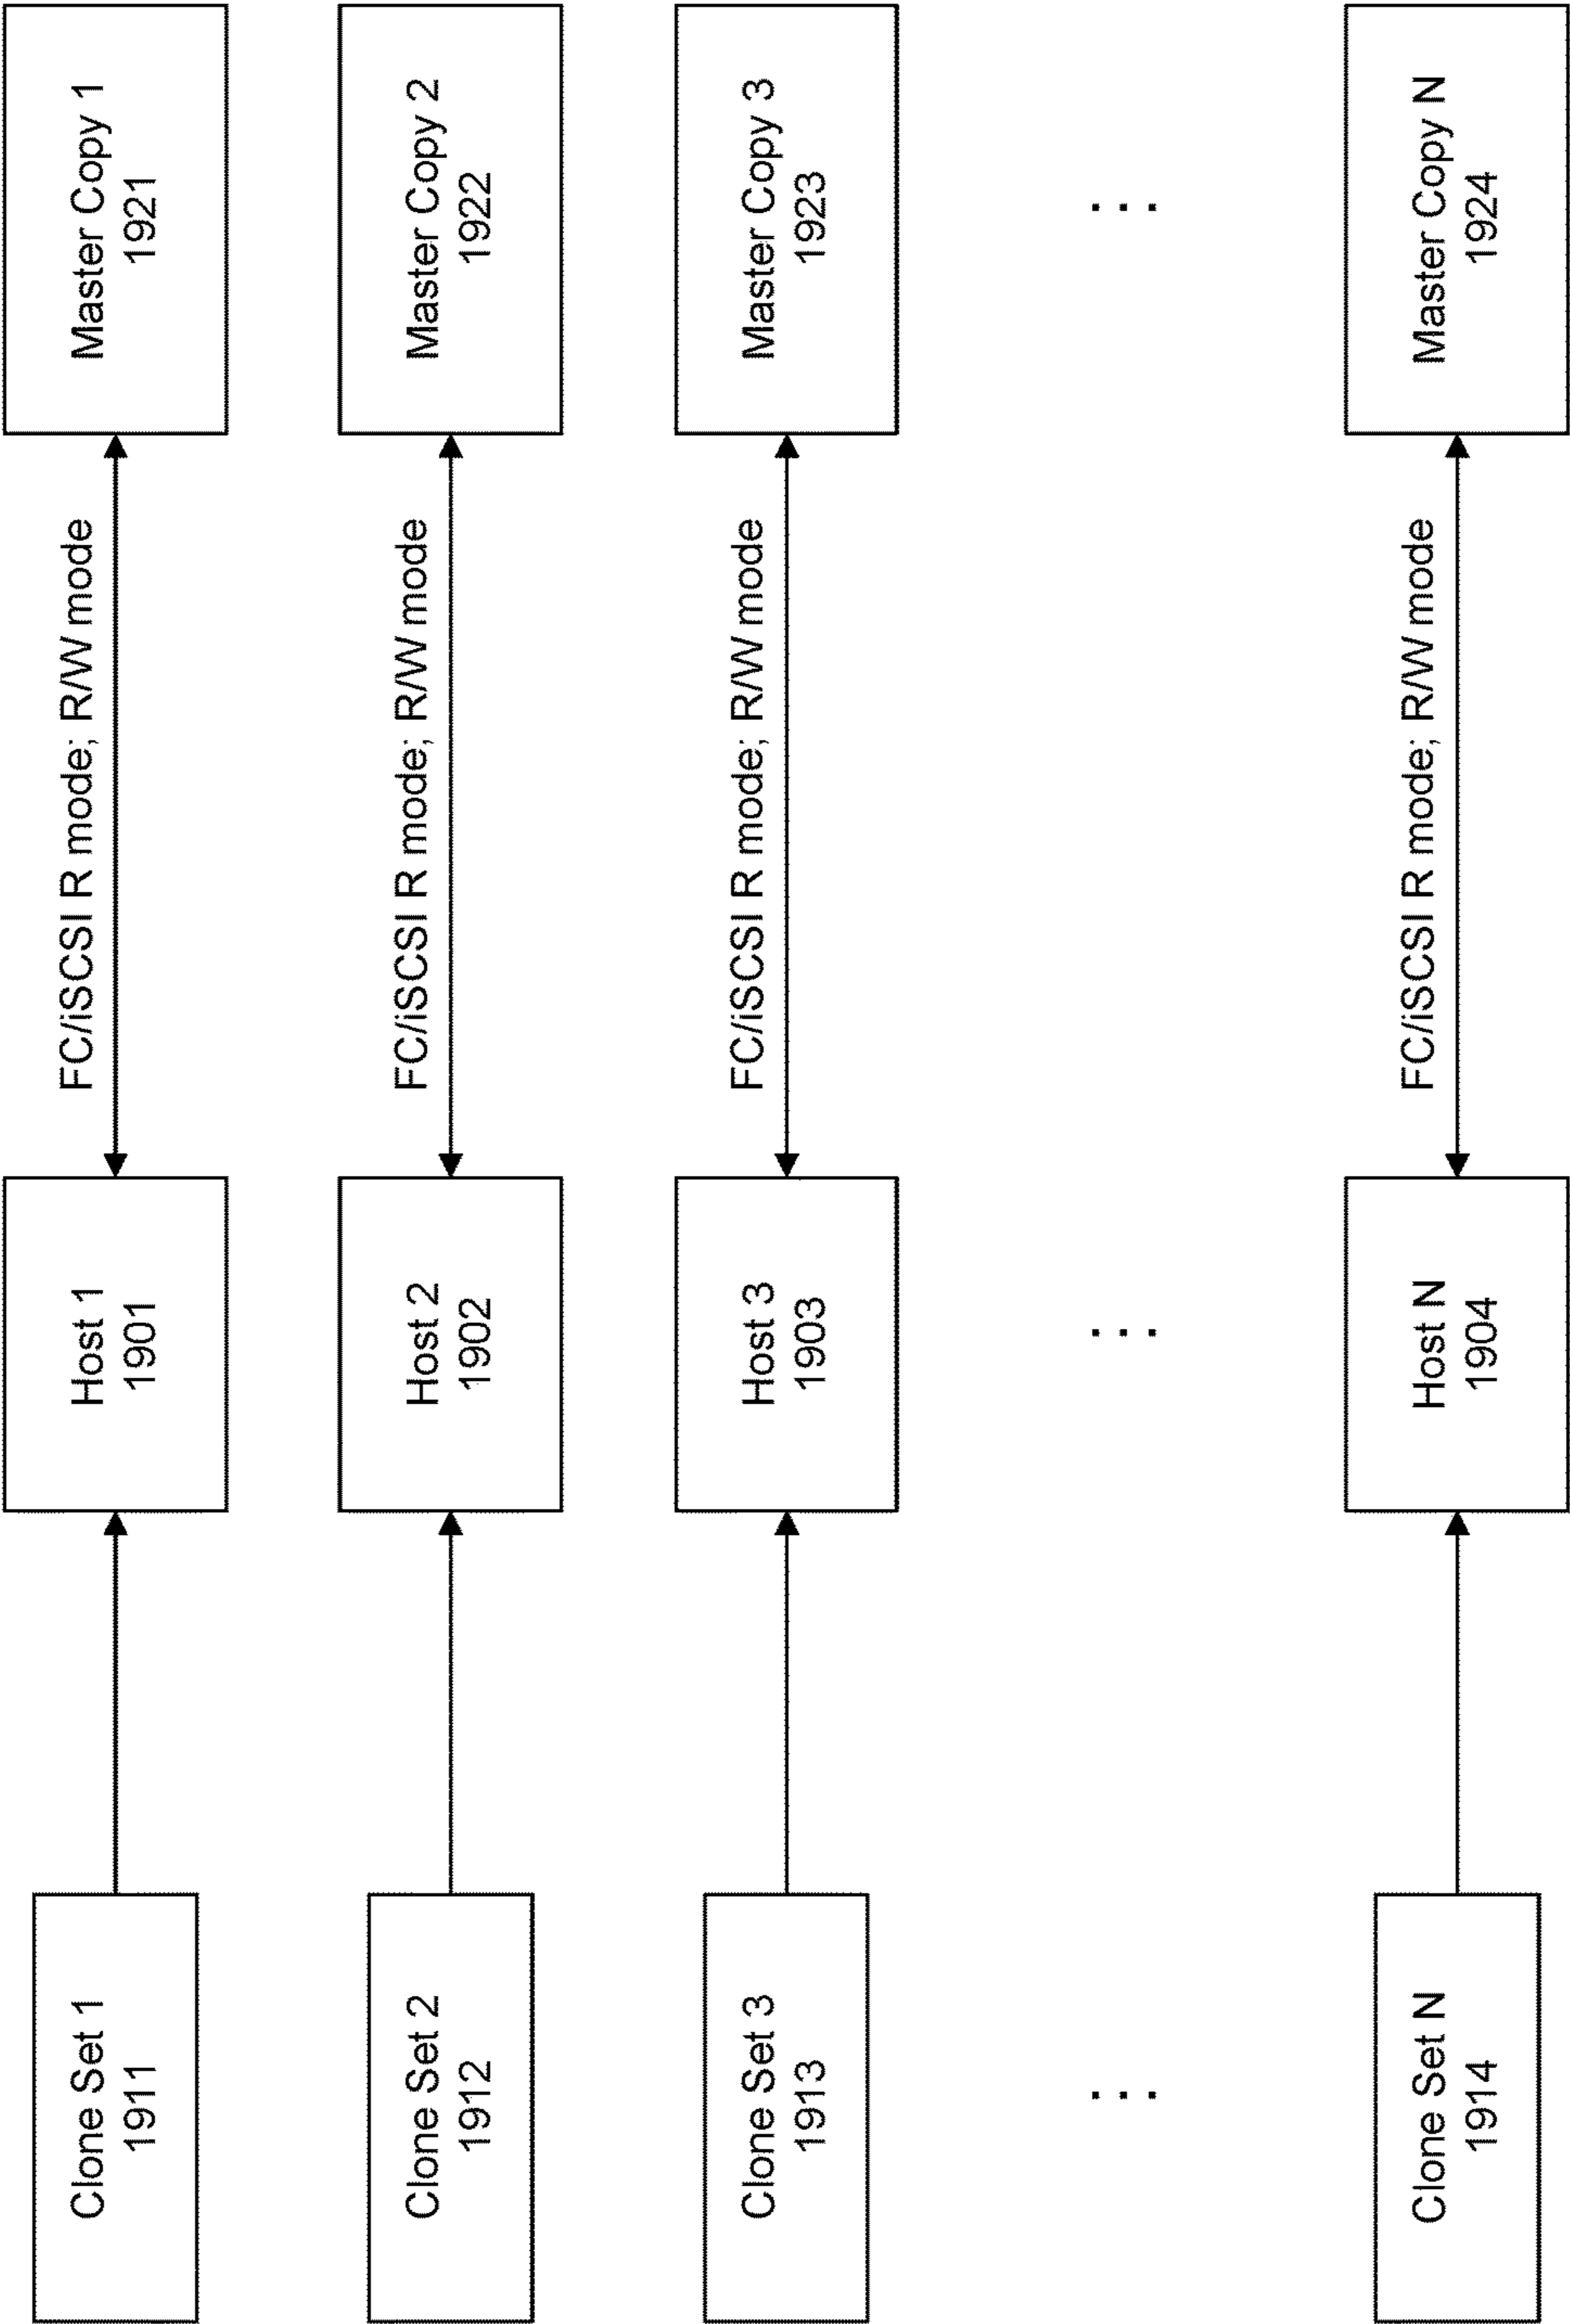 Clone Set 1
1911
Host 1
1901
FC/iSCSI R mode; R/W mode
Master Copy 1
1921
Clone Set 2
1912
Host 2
1902
FC/iSCSI R mode; R/W mode
Master Copy 2
1922
Clone Set 3
1913
Host 3
1903
FC/iSCSI R mode; R/W mode
Master Copy 3
1923
...
...
...
Clone Set N
1914
Host N
1904
FC/iSCSI R mode; R/W mode
Master Copy N
1924